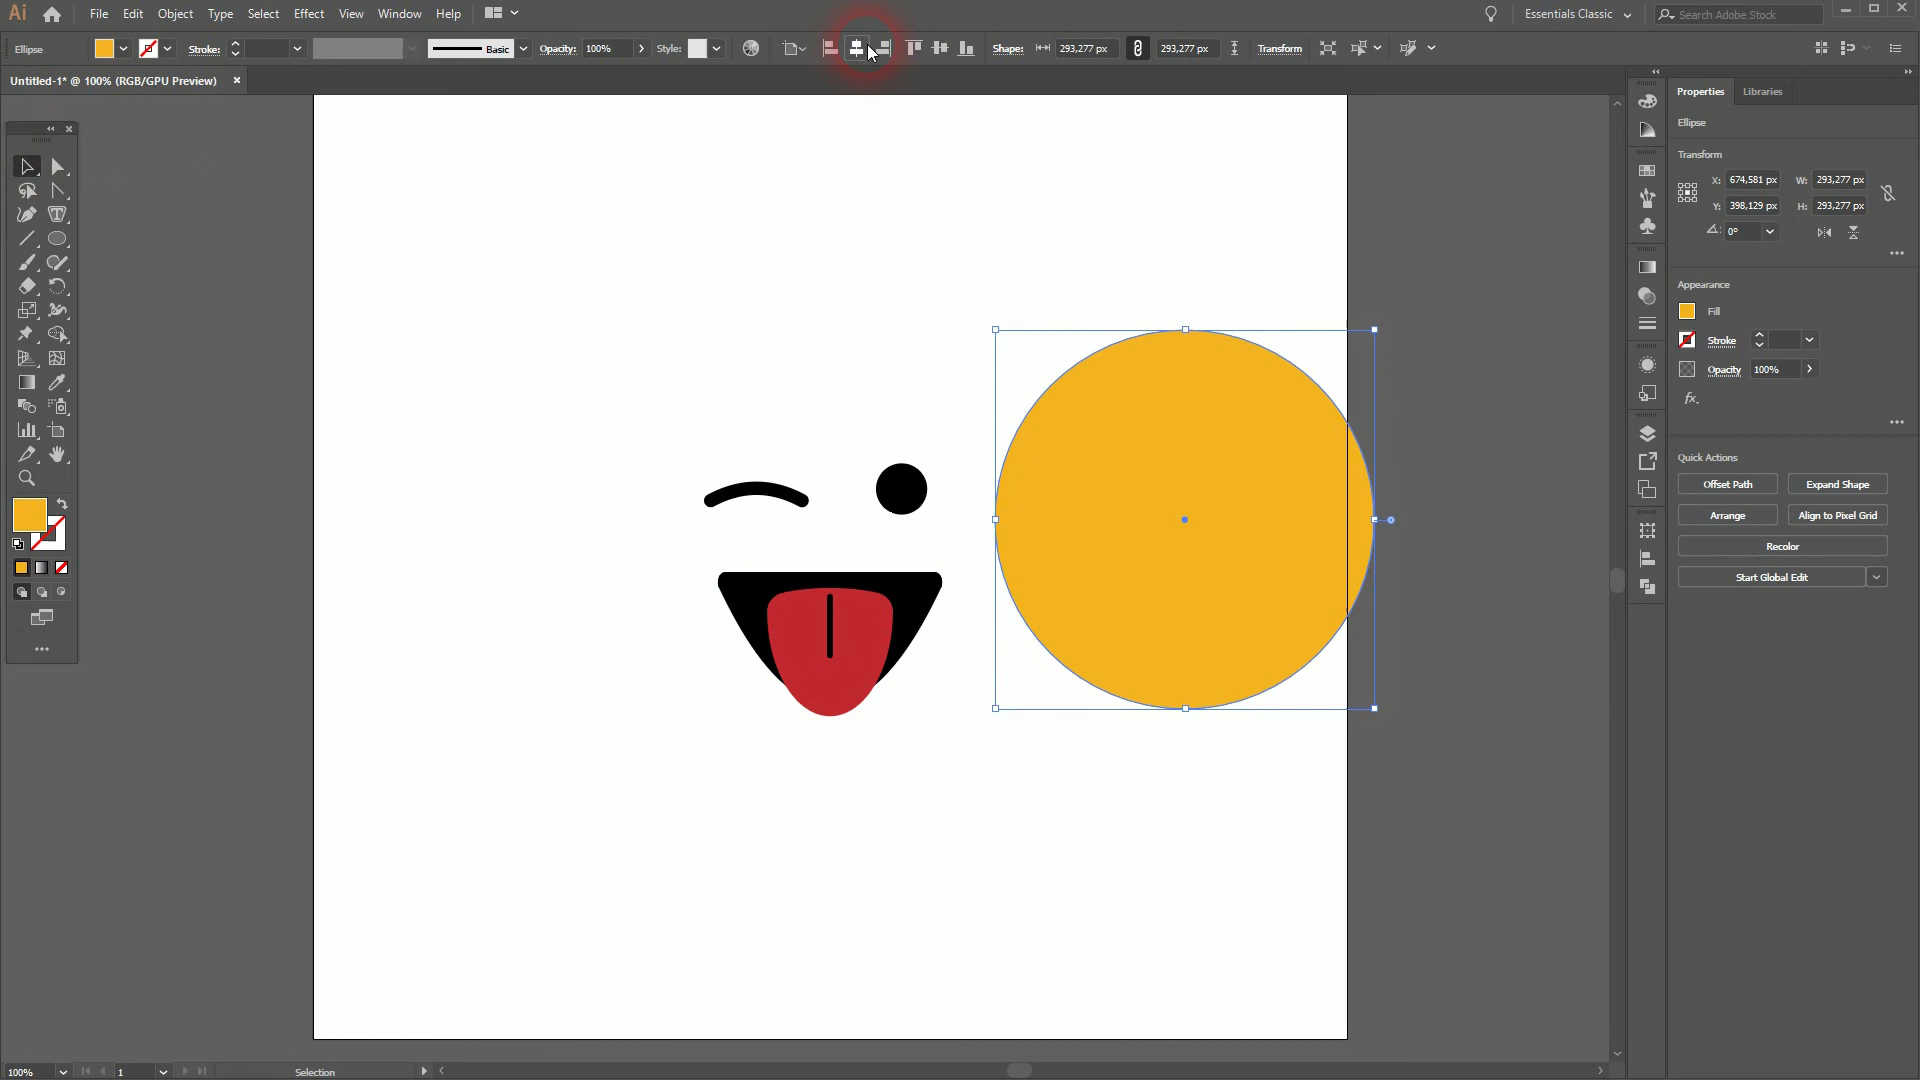 Ai File Edit Object Type Select Effect View Window Help Essentials Classic Search Adobe Stock
Ellipse Stroke: Basic Opacity: 100% Style: Shape: 293,277 px 293,277 px Transform
Untitled-1* @ 100% (RGB/GPU Preview)
Properties Libraries
Ellipse
Transform
X: 674,581 px W: 293,277 px
Y: 398,129 px H: 293,277 px
0°
Appearance
Fill
Stroke
Opacity 100%
fx.
Quick Actions
Offset Path Expand Shape
Arrange Align to Pixel Grid
Recolor
Start Global Edit
100% 1 Selection